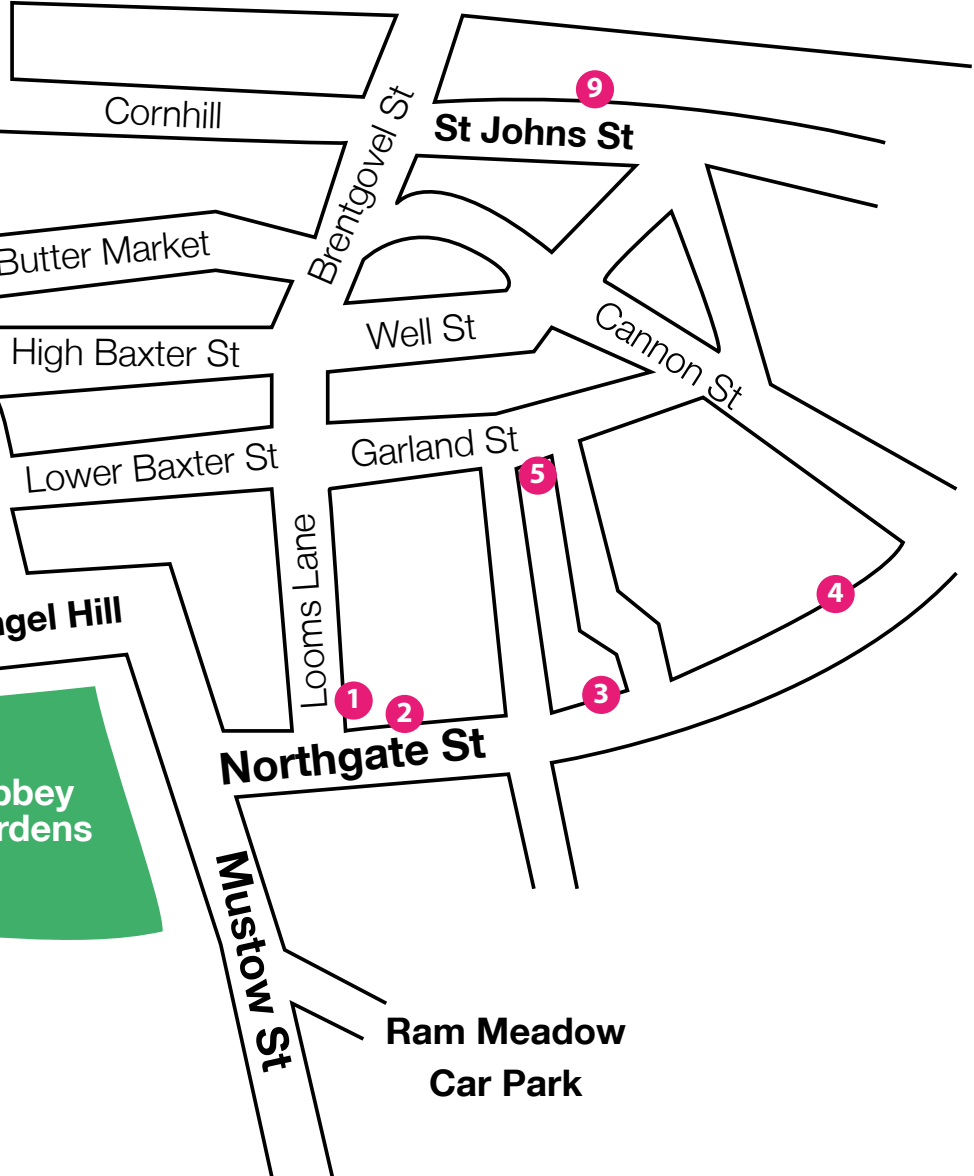 9
Cornhill
St Johns St
Brentgovel St
Butter Market
Well St
Cannon St
High Baxter St
Garland St
Lower Baxter St
5
Looms Lane
4
gel Hill
1
2
3
Northgate St
bbey
rdens
Mustow St
Ram Meadow
Car Park